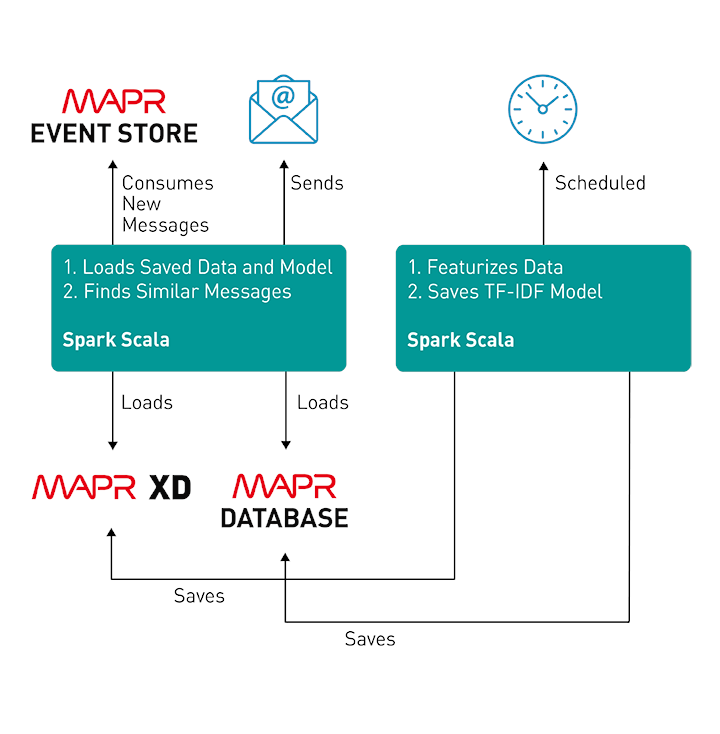 MAPR
EVENT STORE
@
Consumes
New
Messages
Sends
Scheduled
1. Loads Saved Data and Model
2. Finds Similar Messages
Spark Scala
1. Featurizes Data
2. Saves TF-IDF Model
Spark Scala
Loads
Loads
MAPR XD
MAPR
DATABASE
Saves
Saves